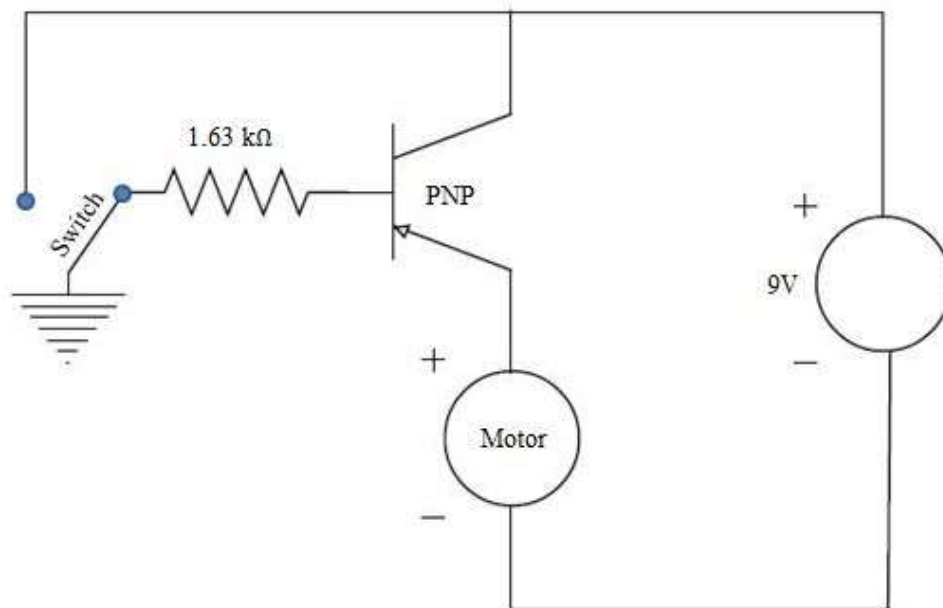 1.63 kΩ
PNP
Switch
+
9V
−
+
Motor
−